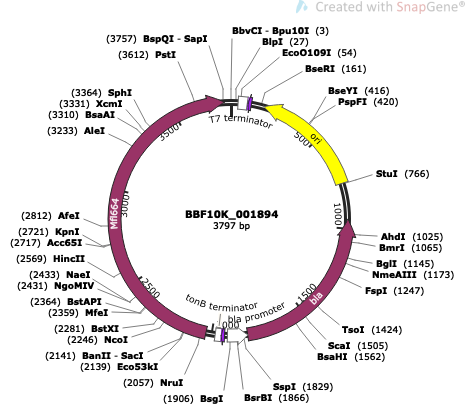 Created with SnapGene®
(3757) BspQI - SapI
(3612) PstI
BbvCI - Bpu10I (3)
BlpI (27)
EcoO109I (54)
BseRI (161)
(3364) SphI
(3331) XcmI
(3310) BsaAI
(3233) AleI
BseYI (416)
PspFI (420)
T7 terminator
ori
500
3500
StuI (766)
Mfl664
3000
BBF10K_001894
3797 bp
1000
(2812) AfeI
(2721) KpnI
(2717) Acc65I
(2569) HincII
(2433) NaeI
(2431) NgoMIV
(2364) BstAPI
(2359) MfeI
(2281) BstXI
(2246) NcoI
(2141) BanII - SacI
(2139) Eco53kI
(2057) NruI
(1906) BsgI
AhdI (1025)
BmrI (1065)
BglI (1145)
NmeAIII (1173)
FspI (1247)
TsoI (1424)
ScaI (1505)
BsaHI (1562)
SspI (1829)
BsrBI (1866)
2500
tonB terminator
bla promoter
1500
bla